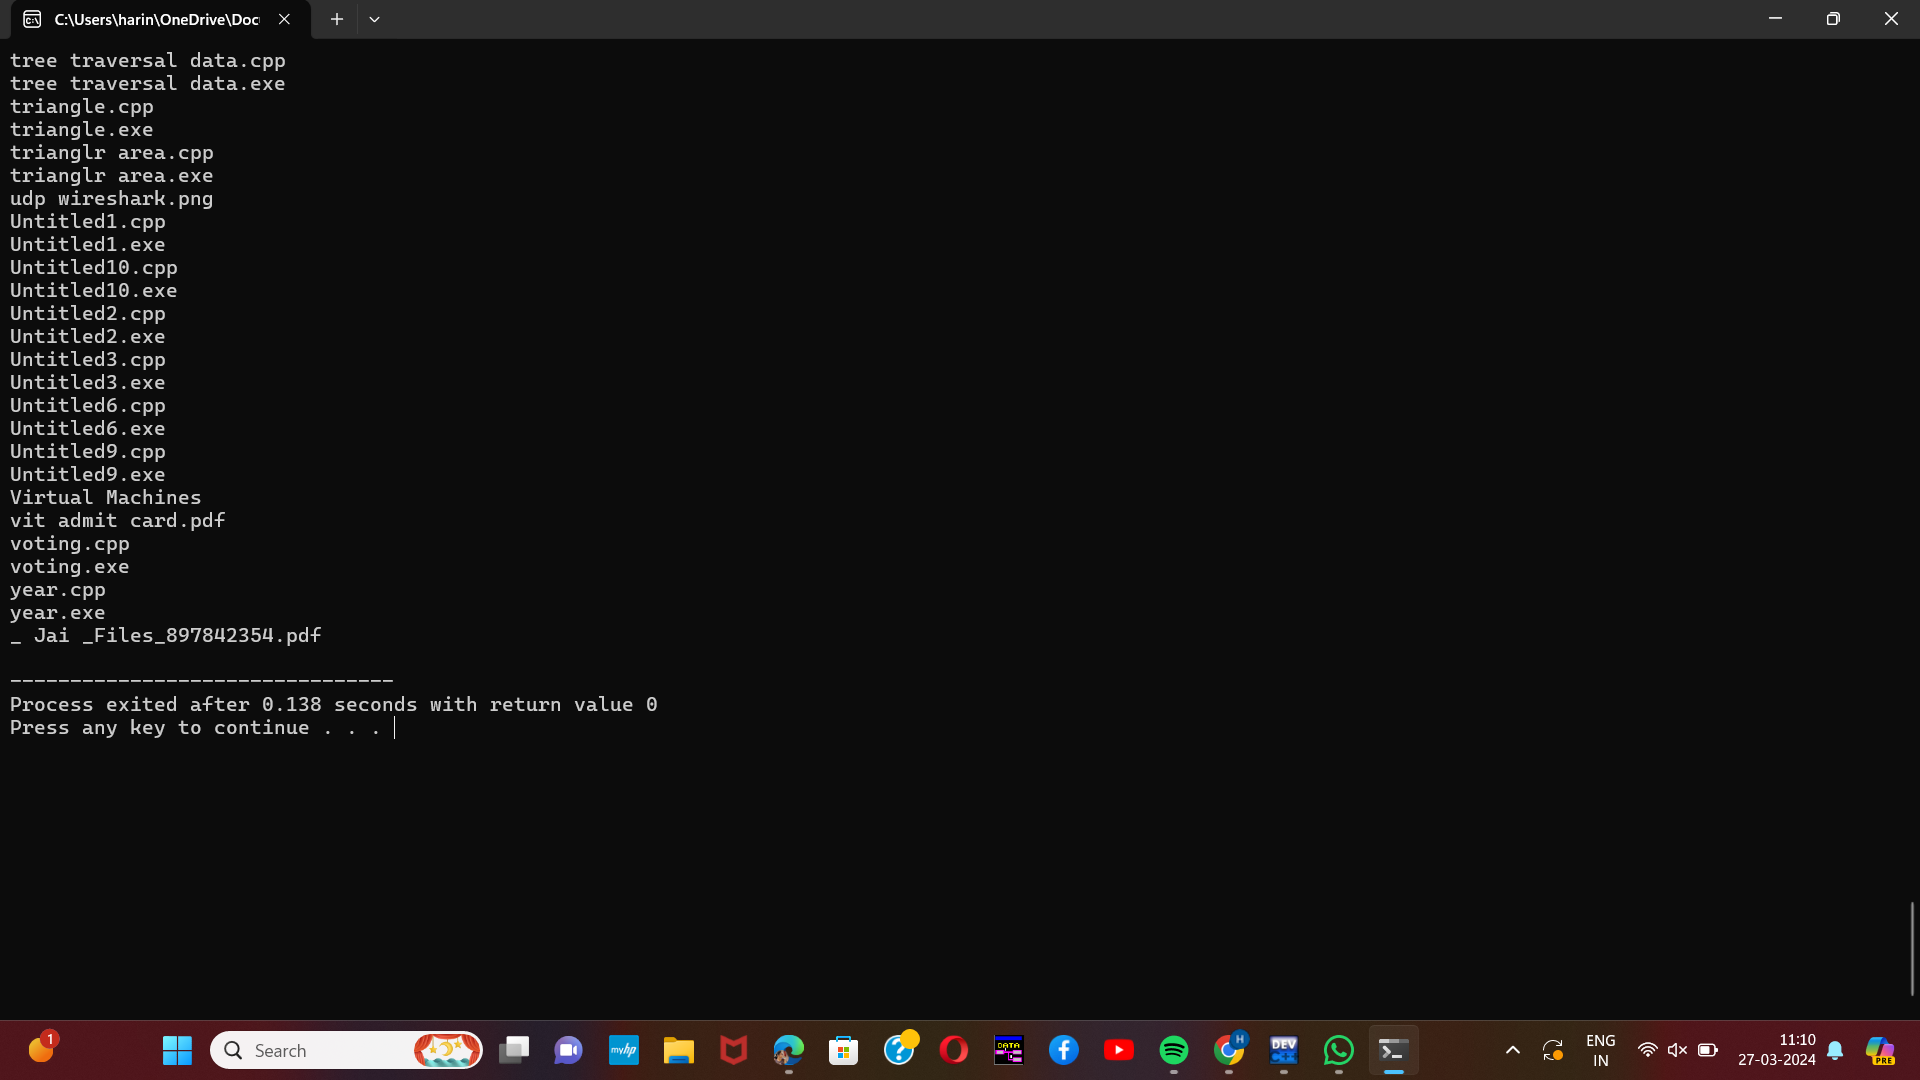 C:\Users\harin\OneDrive\Doc
tree traversal data.cpp
tree traversal data.exe
triangle.cpp
triangle.exe
trianglr area.cpp
trianglr area.exe
udp wireshark.png
Untitled1.cpp
Untitled1.exe
Untitled10.cpp
Untitled10.exe
Untitled2.cpp
Untitled2.exe
Untitled3.cpp
Untitled3.exe
Untitled6.cpp
Untitled6.exe
Untitled9.cpp
Untitled9.exe
Virtual Machines
vit admit card.pdf
voting.cpp
voting.exe
year.cpp
year.exe
_ Jai _Files_897842354.pdf
--------------------------------
Process exited after 0.138 seconds with return value 0
Press any key to continue . . .
1
Search
myhp
DATA
H
DEV
C++
ENG
IN
11:10
27-03-2024
PRE